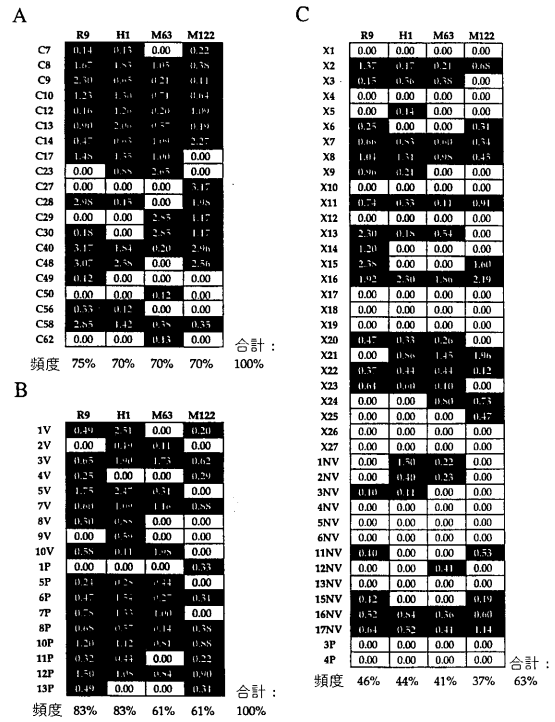 A
R9 H1 M63 M122
C7 0.14 0.13 0.00 0.22
C8 1.67 1.83 1.05 0.38
C9 2.30 0.65 0.21 0.11
C10 1.23 1.30 0.71 0.64
C12 0.16 1.26 0.20 1.09
C13 0.90 2.06 0.57 0.19
C14 0.47 0.63 1.09 2.27
C17 1.48 1.35 1.00 0.00
C23 0.00 0.88 2.65 0.00
C27 0.00 0.00 0.00 3.17
C28 2.98 0.15 0.00 1.98
C29 0.00 0.00 2.85 1.17
C30 0.18 0.00 2.85 1.17
C40 3.17 1.84 0.20 2.96
C48 3.07 2.58 0.00 2.56
C49 0.12 0.00 0.00 0.00
C50 0.00 0.00 0.12 0.00
C56 0.33 0.12 0.00 0.00
C58 2.85 1.42 0.38 0.35
C62 0.00 0.00 0.13 0.00
合計:
頻度 75% 70% 70% 70% 100%
B
R9 H1 M63 M122
1V 0.49 2.51 0.00 0.20
2V 0.00 0.49 0.11 0.00
3V 0.65 1.90 1.73 0.62
4V 0.25 0.00 0.00 0.29
5V 1.75 2.47 0.31 0.00
7V 0.60 1.69 1.16 0.88
8V 0.30 0.88 0.00 0.00
9V 0.00 0.59 0.00 0.00
10V 0.58 0.11 1.98 0.00
1P 0.00 0.00 0.00 0.33
5P 0.24 0.28 0.44 0.00
6P 0.47 1.54 0.27 0.31
7P 0.78 1.33 1.00 0.00
8P 0.68 0.57 0.14 0.38
10P 1.20 1.12 0.81 0.88
11P 0.32 0.44 0.00 0.22
12P 1.50 1.08 0.84 0.90
13P 0.49 0.00 0.00 0.31
合計:
頻度 83% 83% 61% 61% 100%
C
R9 H1 M63 M122
X1 0.00 0.00 0.00 0.00
X2 1.37 0.17 0.21 0.68
X3 0.15 0.36 0.38 0.00
X4 0.00 0.00 0.00 0.00
X5 0.00 0.14 0.00 0.00
X6 0.25 0.00 0.00 0.31
X7 0.66 0.83 0.60 0.34
X8 1.04 1.31 0.98 0.45
X9 0.96 0.21 0.00 0.00
X10 0.00 0.00 0.00 0.00
X11 0.74 0.33 0.11 0.91
X12 0.00 0.00 0.00 0.00
X13 2.30 0.18 0.54 0.00
X14 1.20 0.00 0.00 0.00
X15 2.38 0.00 0.00 1.60
X16 1.92 2.30 1.86 2.19
X17 0.00 0.00 0.00 0.00
X18 0.00 0.00 0.00 0.00
X19 0.00 0.00 0.00 0.00
X20 0.47 0.33 0.26 0.00
X21 0.00 0.86 1.45 1.96
X22 0.37 0.44 0.44 0.12
X23 0.61 0.60 0.10 0.00
X24 0.00 0.00 0.80 0.73
X25 0.00 0.00 0.00 0.47
X26 0.00 0.00 0.00 0.00
X27 0.00 0.00 0.00 0.00
1NV 0.00 1.50 0.22 0.00
2NV 0.00 0.40 0.23 0.00
3NV 0.10 0.11 0.00 0.00
4NV 0.00 0.00 0.00 0.00
5NV 0.00 0.00 0.00 0.00
6NV 0.00 0.00 0.00 0.00
11NV 0.40 0.00 0.00 0.53
12NV 0.00 0.00 0.41 0.00
13NV 0.00 0.00 0.00 0.00
15NV 0.12 0.00 0.00 0.19
16NV 0.52 0.84 0.36 0.60
17NV 0.64 0.52 0.41 1.14
3P 0.00 0.00 0.00 0.00
4P 0.00 0.00 0.00 0.00
合計:
頻度 46% 44% 41% 37% 63%